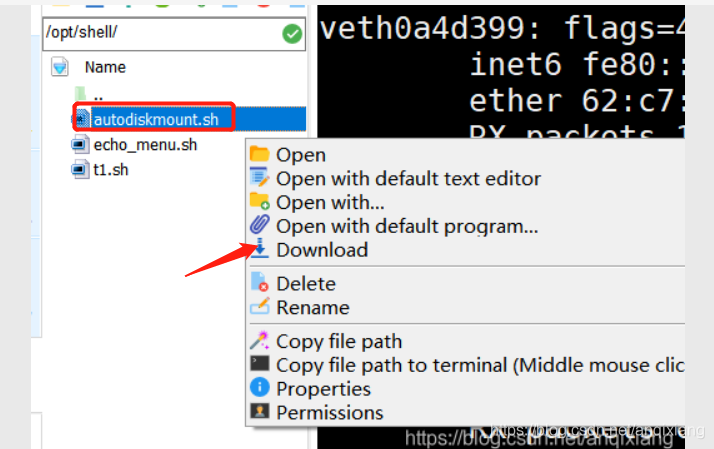 /opt/shell/
Name
..
autodiskmount.sh
echo_menu.sh
t1.sh
veth0a4d399: flags=4
inet6 fe80::
ether 62:c7:
RX packets 1
Open
Open with default text editor
Open with...
Open with default program...
Download
Delete
Rename
Copy file path
Copy file path to terminal (Middle mouse clic
Properties
Permissions
RX packets
https://blog.csdn.net/anqixiang
https://blog.csdn.net/anqixiang